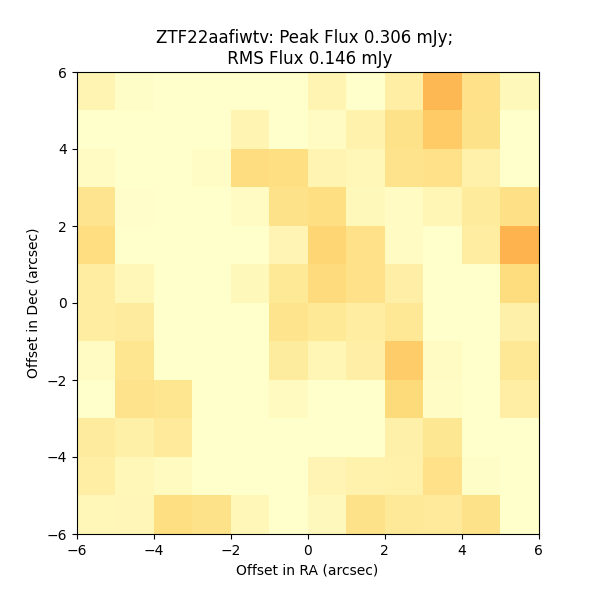 ZTF22aafiwtv: Peak Flux 0.306 mJy;
RMS Flux 0.146 mJy
6
4
2
0
−2
−4
−6
Offset in Dec (arcsec)
−6 −4 −2 0 2 4 6
Offset in RA (arcsec)